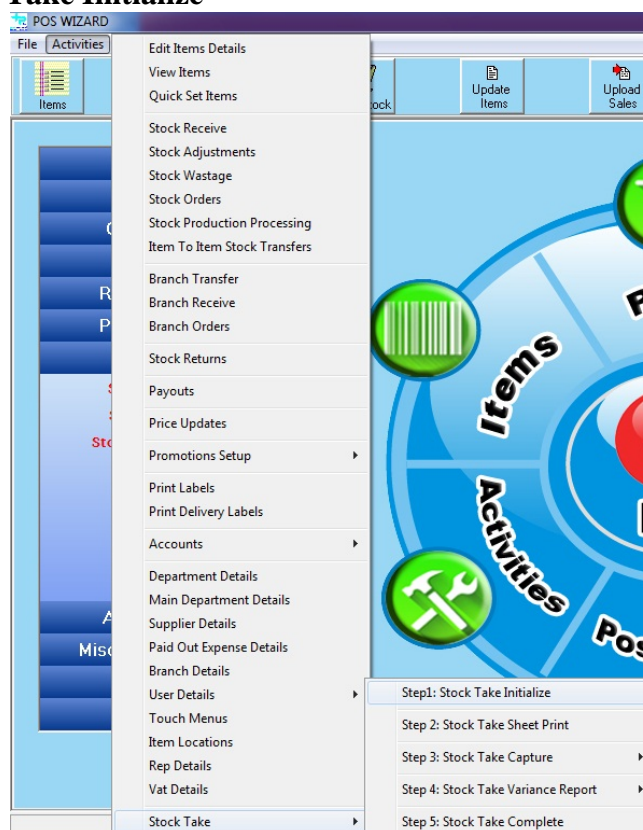 Take Initialize
POS WIZARD
File Activities
Items
Update
Items
Upload
Sales
Edit Items Details
View Items
Quick Set Items
Stock Receive
Stock Adjustments
Stock Wastage
Stock Orders
Stock Production Processing
Item To Item Stock Transfers
Branch Transfer
Branch Receive
Branch Orders
Stock Returns
Payouts
Price Updates
Promotions Setup
Print Labels
Print Delivery Labels
Accounts
Department Details
Main Department Details
Supplier Details
Paid Out Expense Details
Branch Details
User Details
Touch Menus
Item Locations
Rep Details
Vat Details
Stock Take
Step1: Stock Take Initialize
Step 2: Stock Take Sheet Print
Step 3: Stock Take Capture
Step 4: Stock Take Variance Report
Step 5: Stock Take Complete
Items
Activities